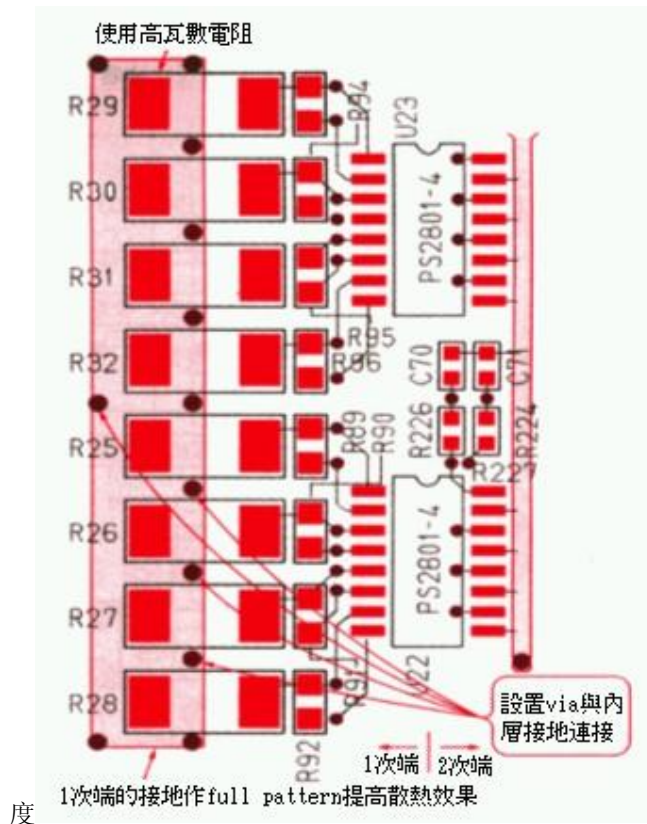 使用高瓦數電阻
R29
R94
U23
R30
PS2801-4
R31
R95
R32
R96
C70
C71
R89
R90
R226
R224
R25
R227
R26
PS2801-4
R27
R91
U22
R28
設置via與內
層接地連接
R92
1次端
2次端
1次端的接地作full pattern提高散熱效果
度